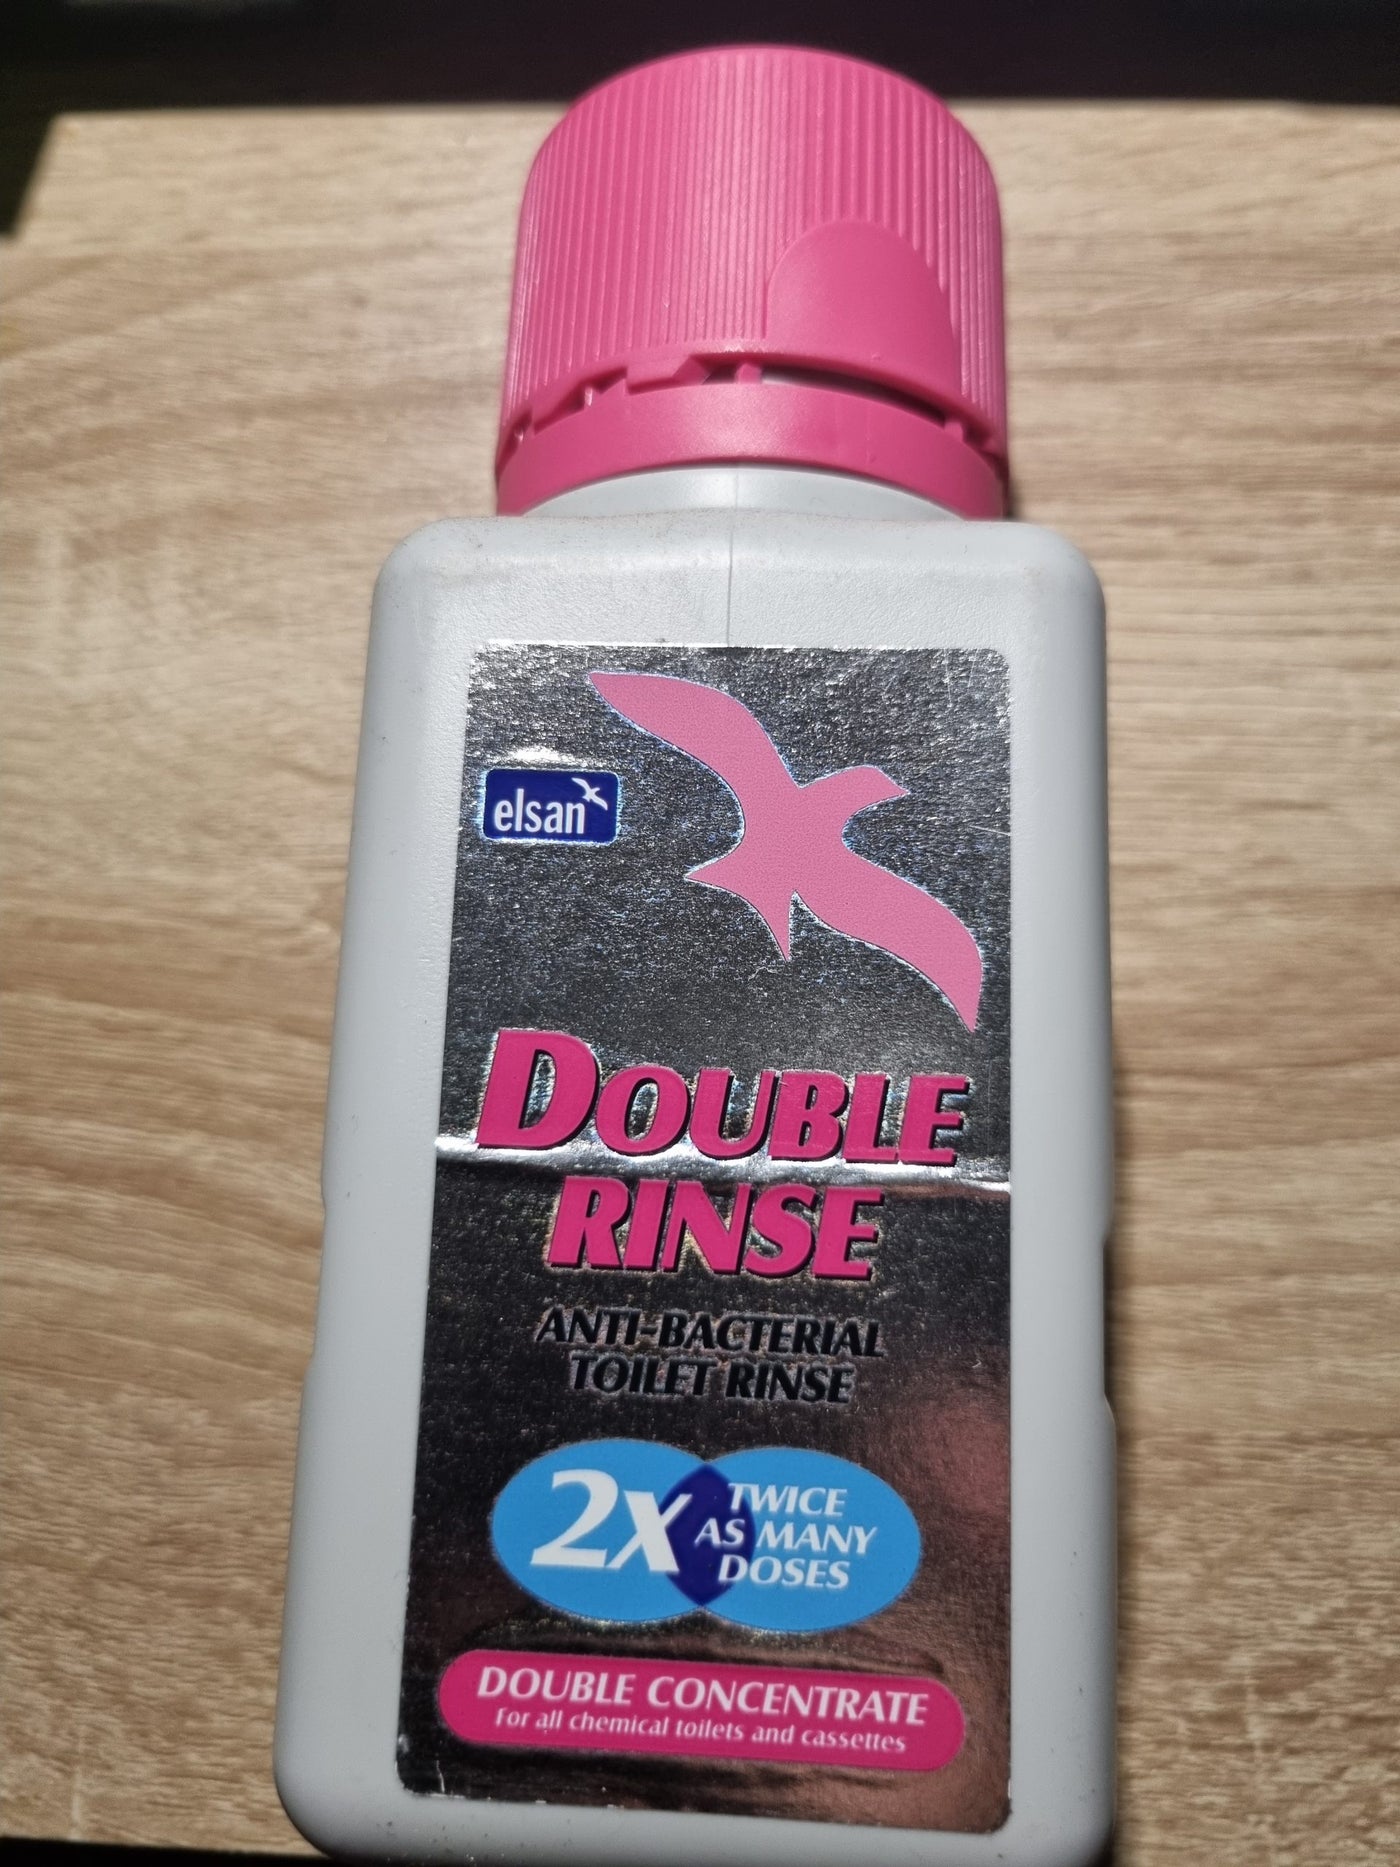 elsan
DOUBLE
RINSE
ANTI-BACTERIAL
TOILET RINSE
2x
TWICE
AS MANY
DOSES
DOUBLE CONCENTRATE
For all chemical toilets and cassettes